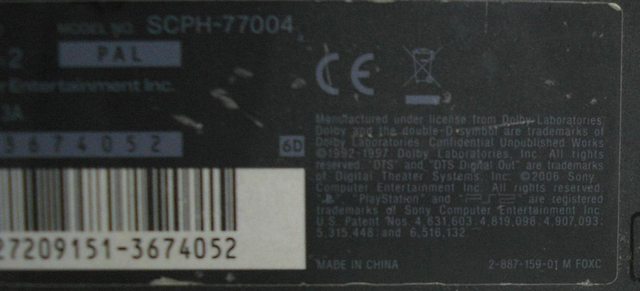 MODEL NO. SCPH-77004
2 PAL
Entertainment Inc.
3A
3674052 6D
27209151-3674052
CE
Manufactured under license from Dolby Laboratories.
Dolby and the double-D symbol are trademarks of
Dolby Laboratories. Confidential Unpublished Works
©1992-1997 Dolby Laboratories, Inc. All rights
reserved. "DTS" and "DTS Digital Out" are trademarks
of Digital Theater Systems, Inc. ©2006 Sony
Computer Entertainment Inc. All rights reserved.
"PlayStation" and "PS2" are registered
trademarks of Sony Computer Entertainment Inc.
U.S. Patent Nos. 4,631,603; 4,819,098; 4,907,093;
5,315,448 and 6,516,132.
MADE IN CHINA 2-887-159-01 M FOXC